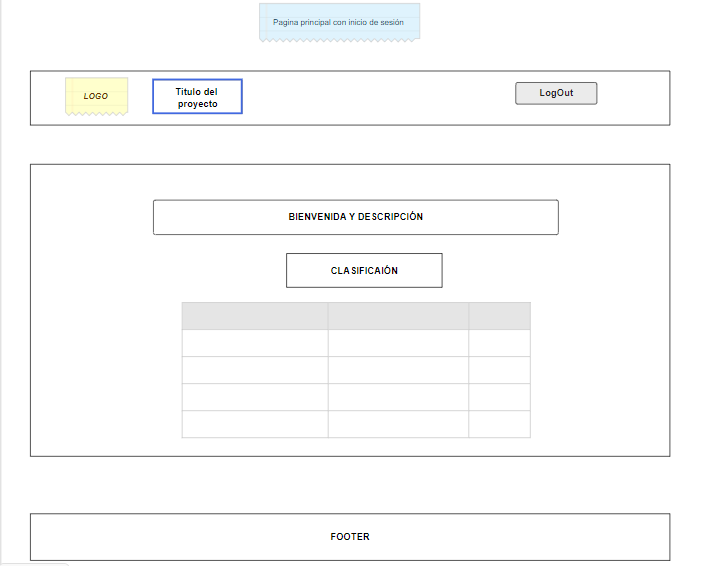 Pagina principal con inicio de sesión
LOGO
Titulo del
proyecto
LogOut
BIENVENIDA Y DESCRIPCIÓN
CLASIFICAIÓN
FOOTER